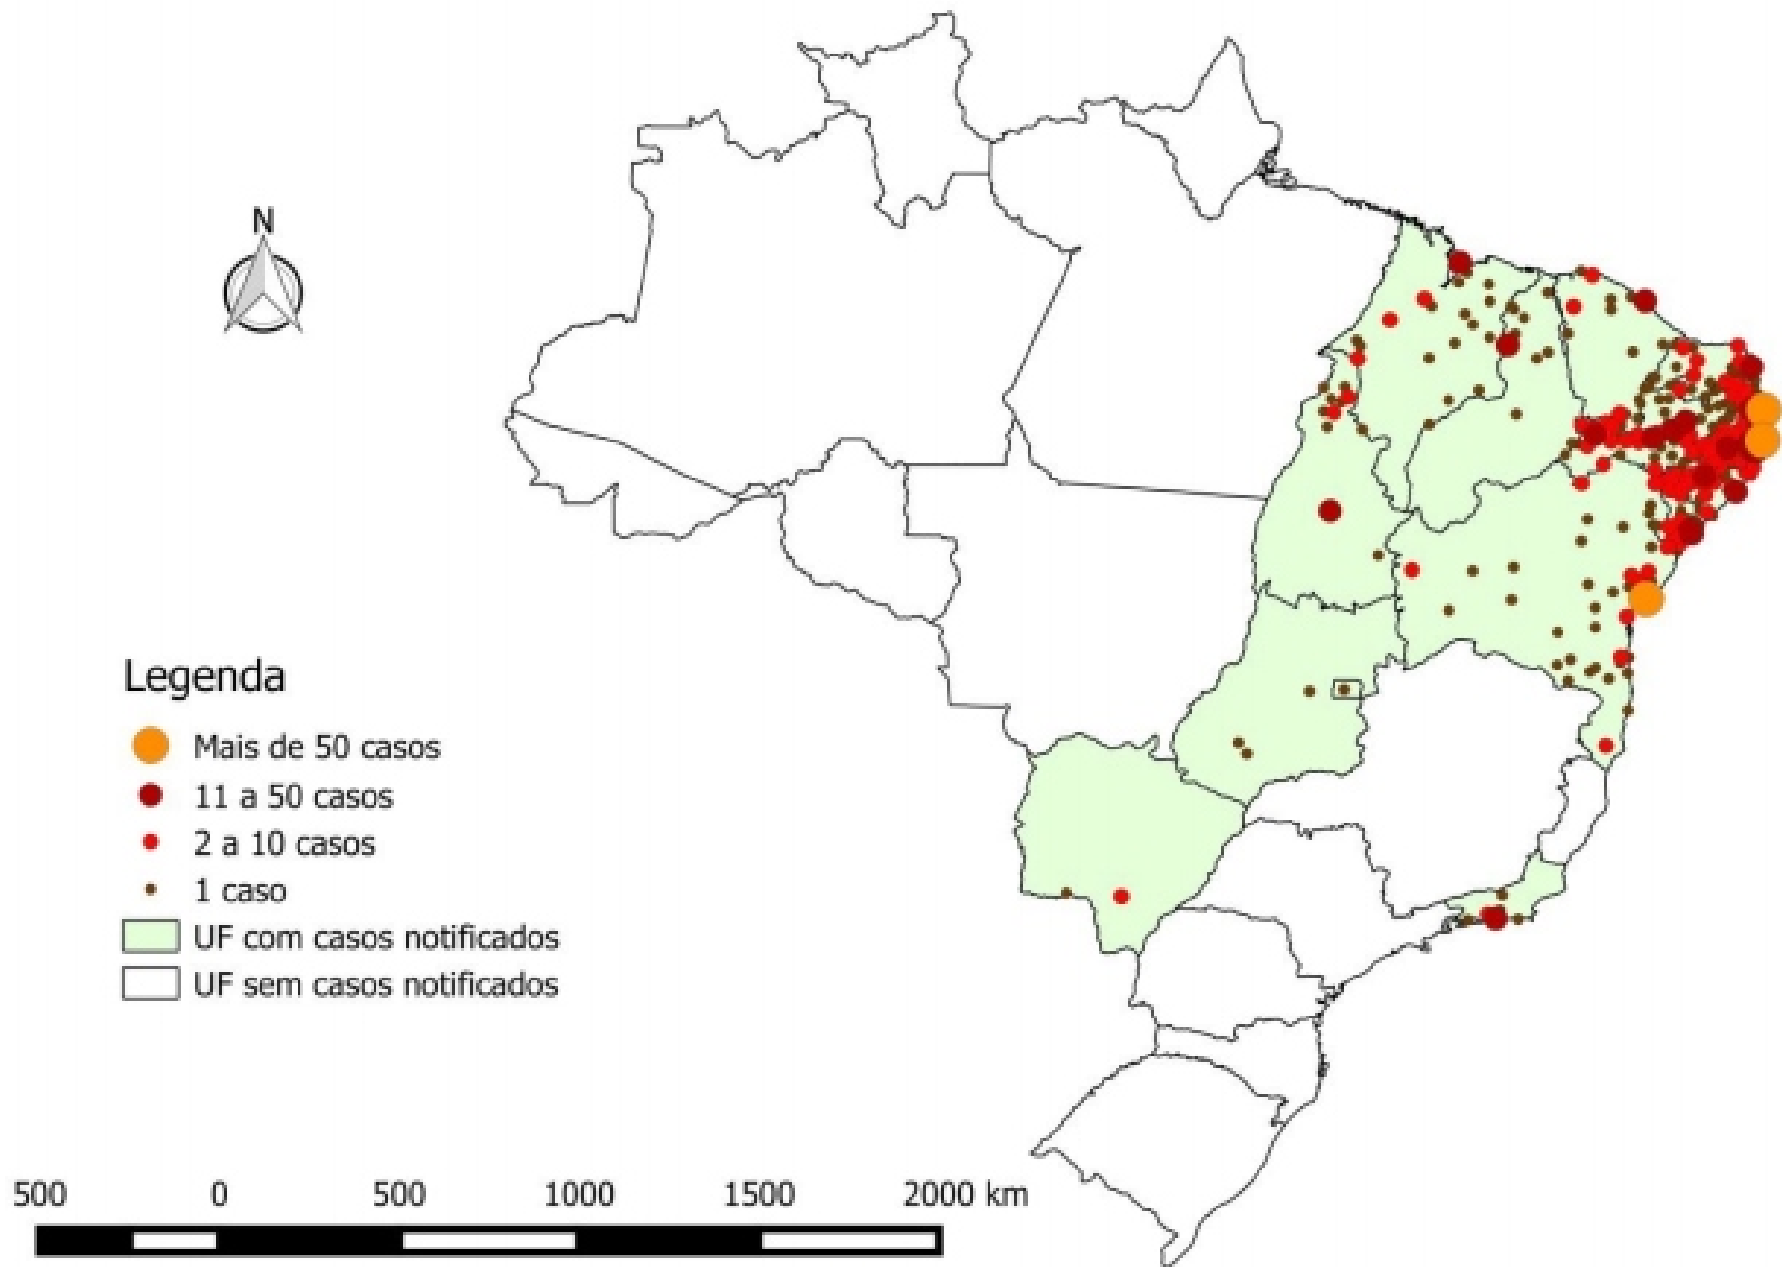 N
Legenda
Mais de 50 casos
11 a 50 casos
2 a 10 casos
1 caso
UF com casos notificados
UF sem casos notificados
500 0 500 1000 1500 2000 km